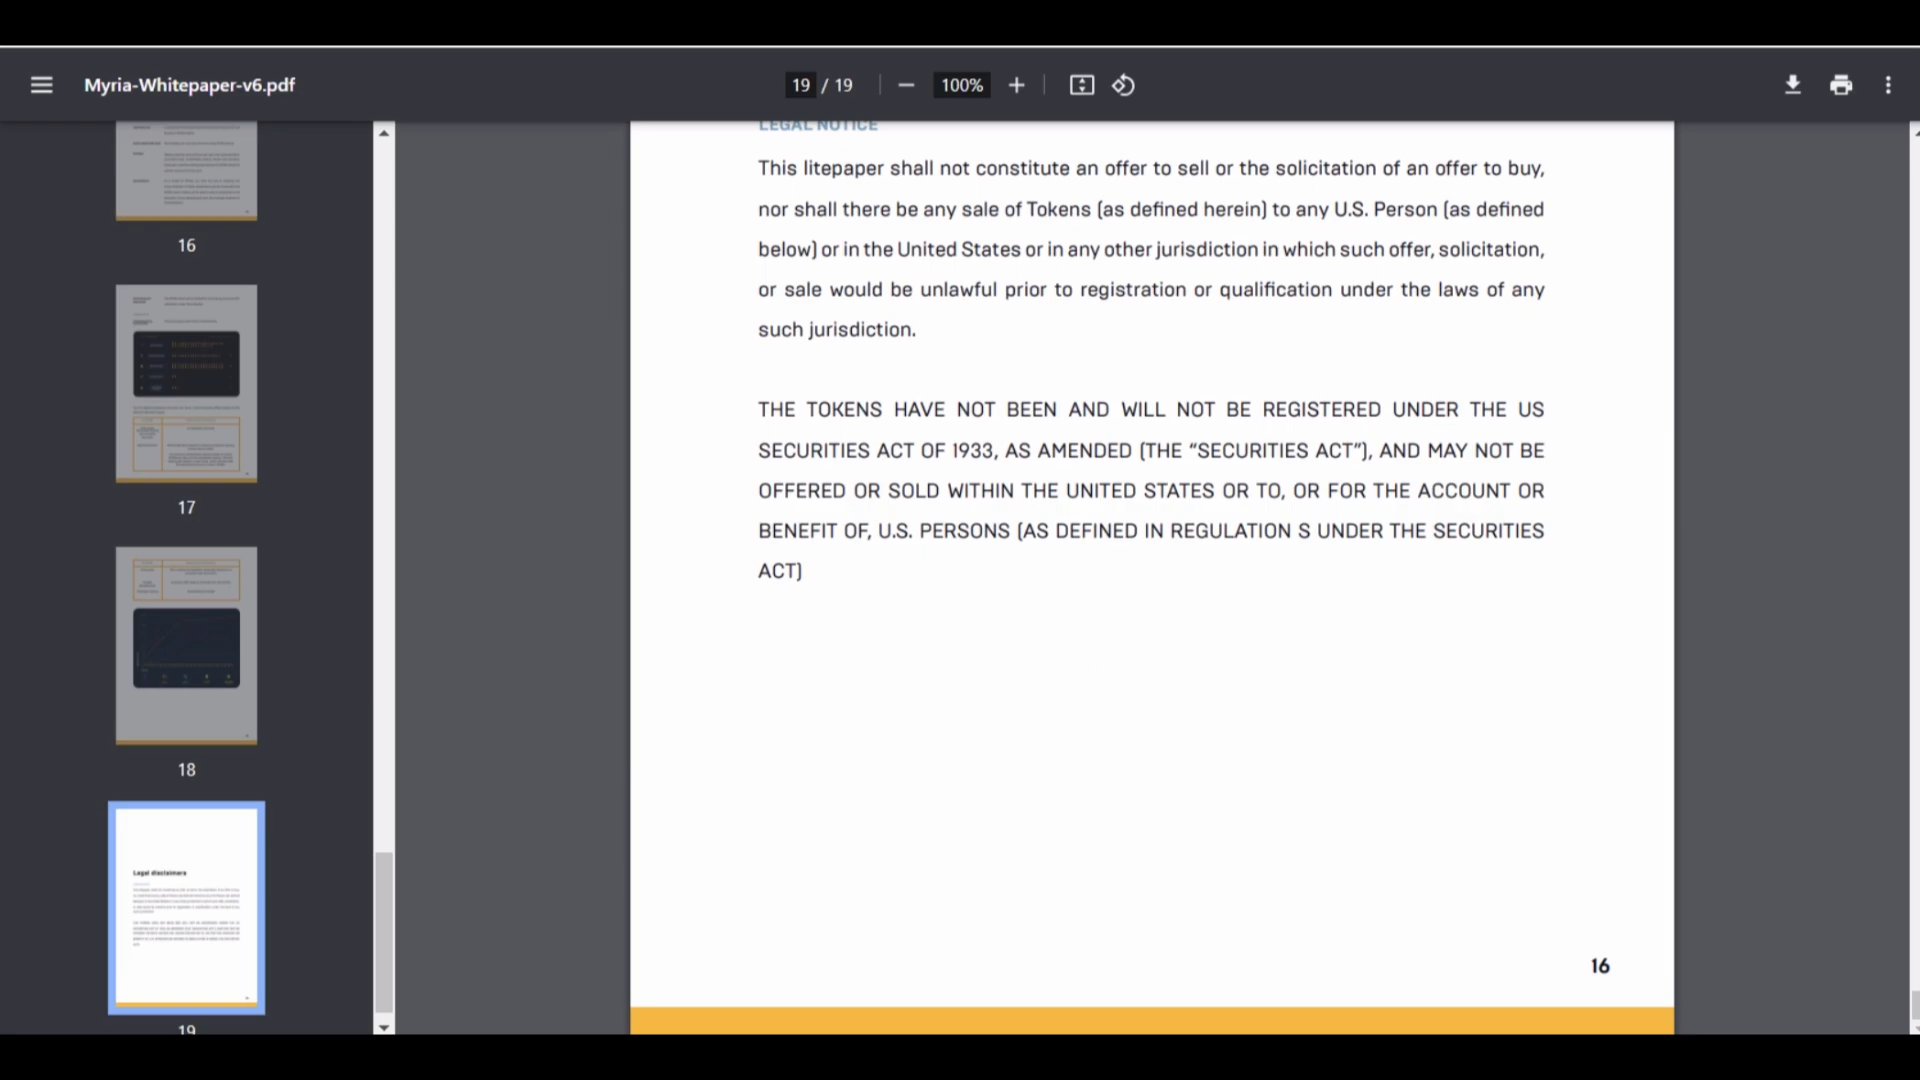 Myria-Whitepaper-v6.pdf
19 / 19
100%
16
17
18
Legal disclaimers
19
LEGAL NOTICE
This litepaper shall not constitute an offer to sell or the solicitation of an offer to buy,
nor shall there be any sale of Tokens (as defined herein) to any U.S. Person (as defined
below) or in the United States or in any other jurisdiction in which such offer, solicitation,
or sale would be unlawful prior to registration or qualification under the laws of any
such jurisdiction.
THE TOKENS HAVE NOT BEEN AND WILL NOT BE REGISTERED UNDER THE US
SECURITIES ACT OF 1933, AS AMENDED (THE “SECURITIES ACT”), AND MAY NOT BE
OFFERED OR SOLD WITHIN THE UNITED STATES OR TO, OR FOR THE ACCOUNT OR
BENEFIT OF, U.S. PERSONS (AS DEFINED IN REGULATION S UNDER THE SECURITIES
ACT)
16